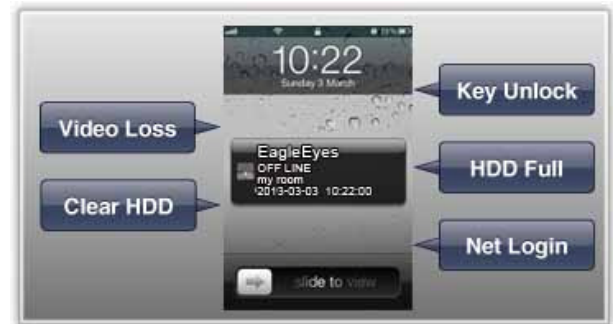 10:22
Sunday 3 March
Video Loss
Key Unlock
EagleEyes
OFF LINE
my room
2013-03-03 10:22:00
HDD Full
Clear HDD
Net Login
slide to view